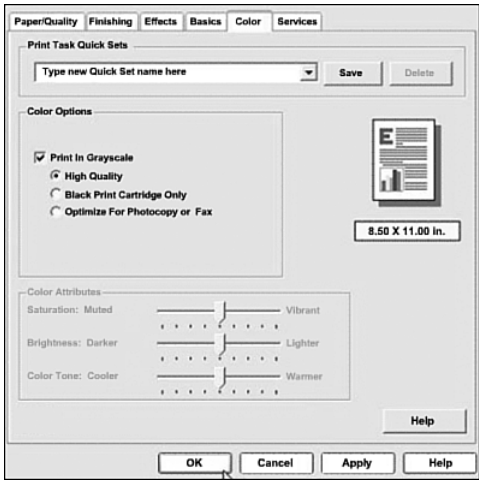 Paper/Quality Finishing Effects Basics Color Services
Print Task Quick Sets
Type new Quick Set name here Save Delete
Color Options
Print In Grayscale
High Quality
Black Print Cartridge Only
Optimize For Photocopy or Fax
E
8.50 X 11.00 in.
Color Attributes
Saturation: Muted Vibrant
Brightness: Darker Lighter
Color Tone: Cooler Warmer
Help
OK Cancel Apply Help